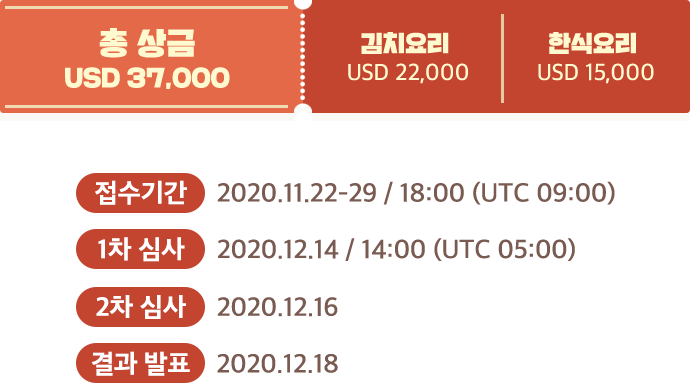 총 상금
USD 37,000
김치요리
USD 22,000
한식요리
USD 15,000
접수기간 2020.11.22-29 / 18:00 (UTC 09:00)
1차 심사 2020.12.14 / 14:00 (UTC 05:00)
2차 심사 2020.12.16
결과 발표 2020.12.18